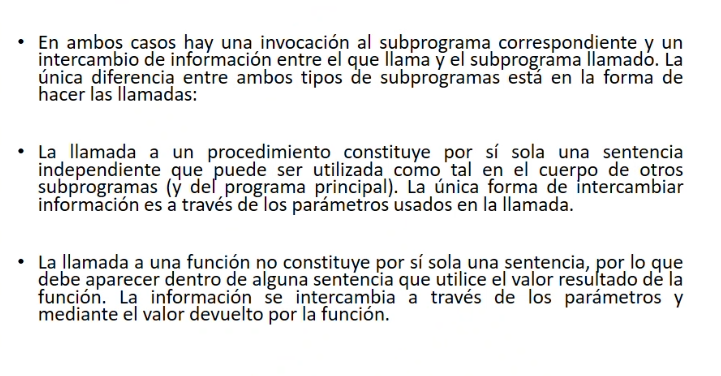 • En ambos casos hay una invocación al subprograma correspondiente y un
intercambio de información entre el que llama y el subprograma llamado. La
única diferencia entre ambos tipos de subprogramas está en la forma de
hacer las llamadas:
• La llamada a un procedimiento constituye por sí sola una sentencia
independiente que puede ser utilizada como tal en el cuerpo de otros
subprogramas (y del programa principal). La única forma de intercambiar
información es a través de los parámetros usados en la llamada.
• La llamada a una función no constituye por sí sola una sentencia, por lo que
debe aparecer dentro de alguna sentencia que utilice el valor resultado de la
función. La información se intercambia a través de los parámetros y
mediante el valor devuelto por la función.